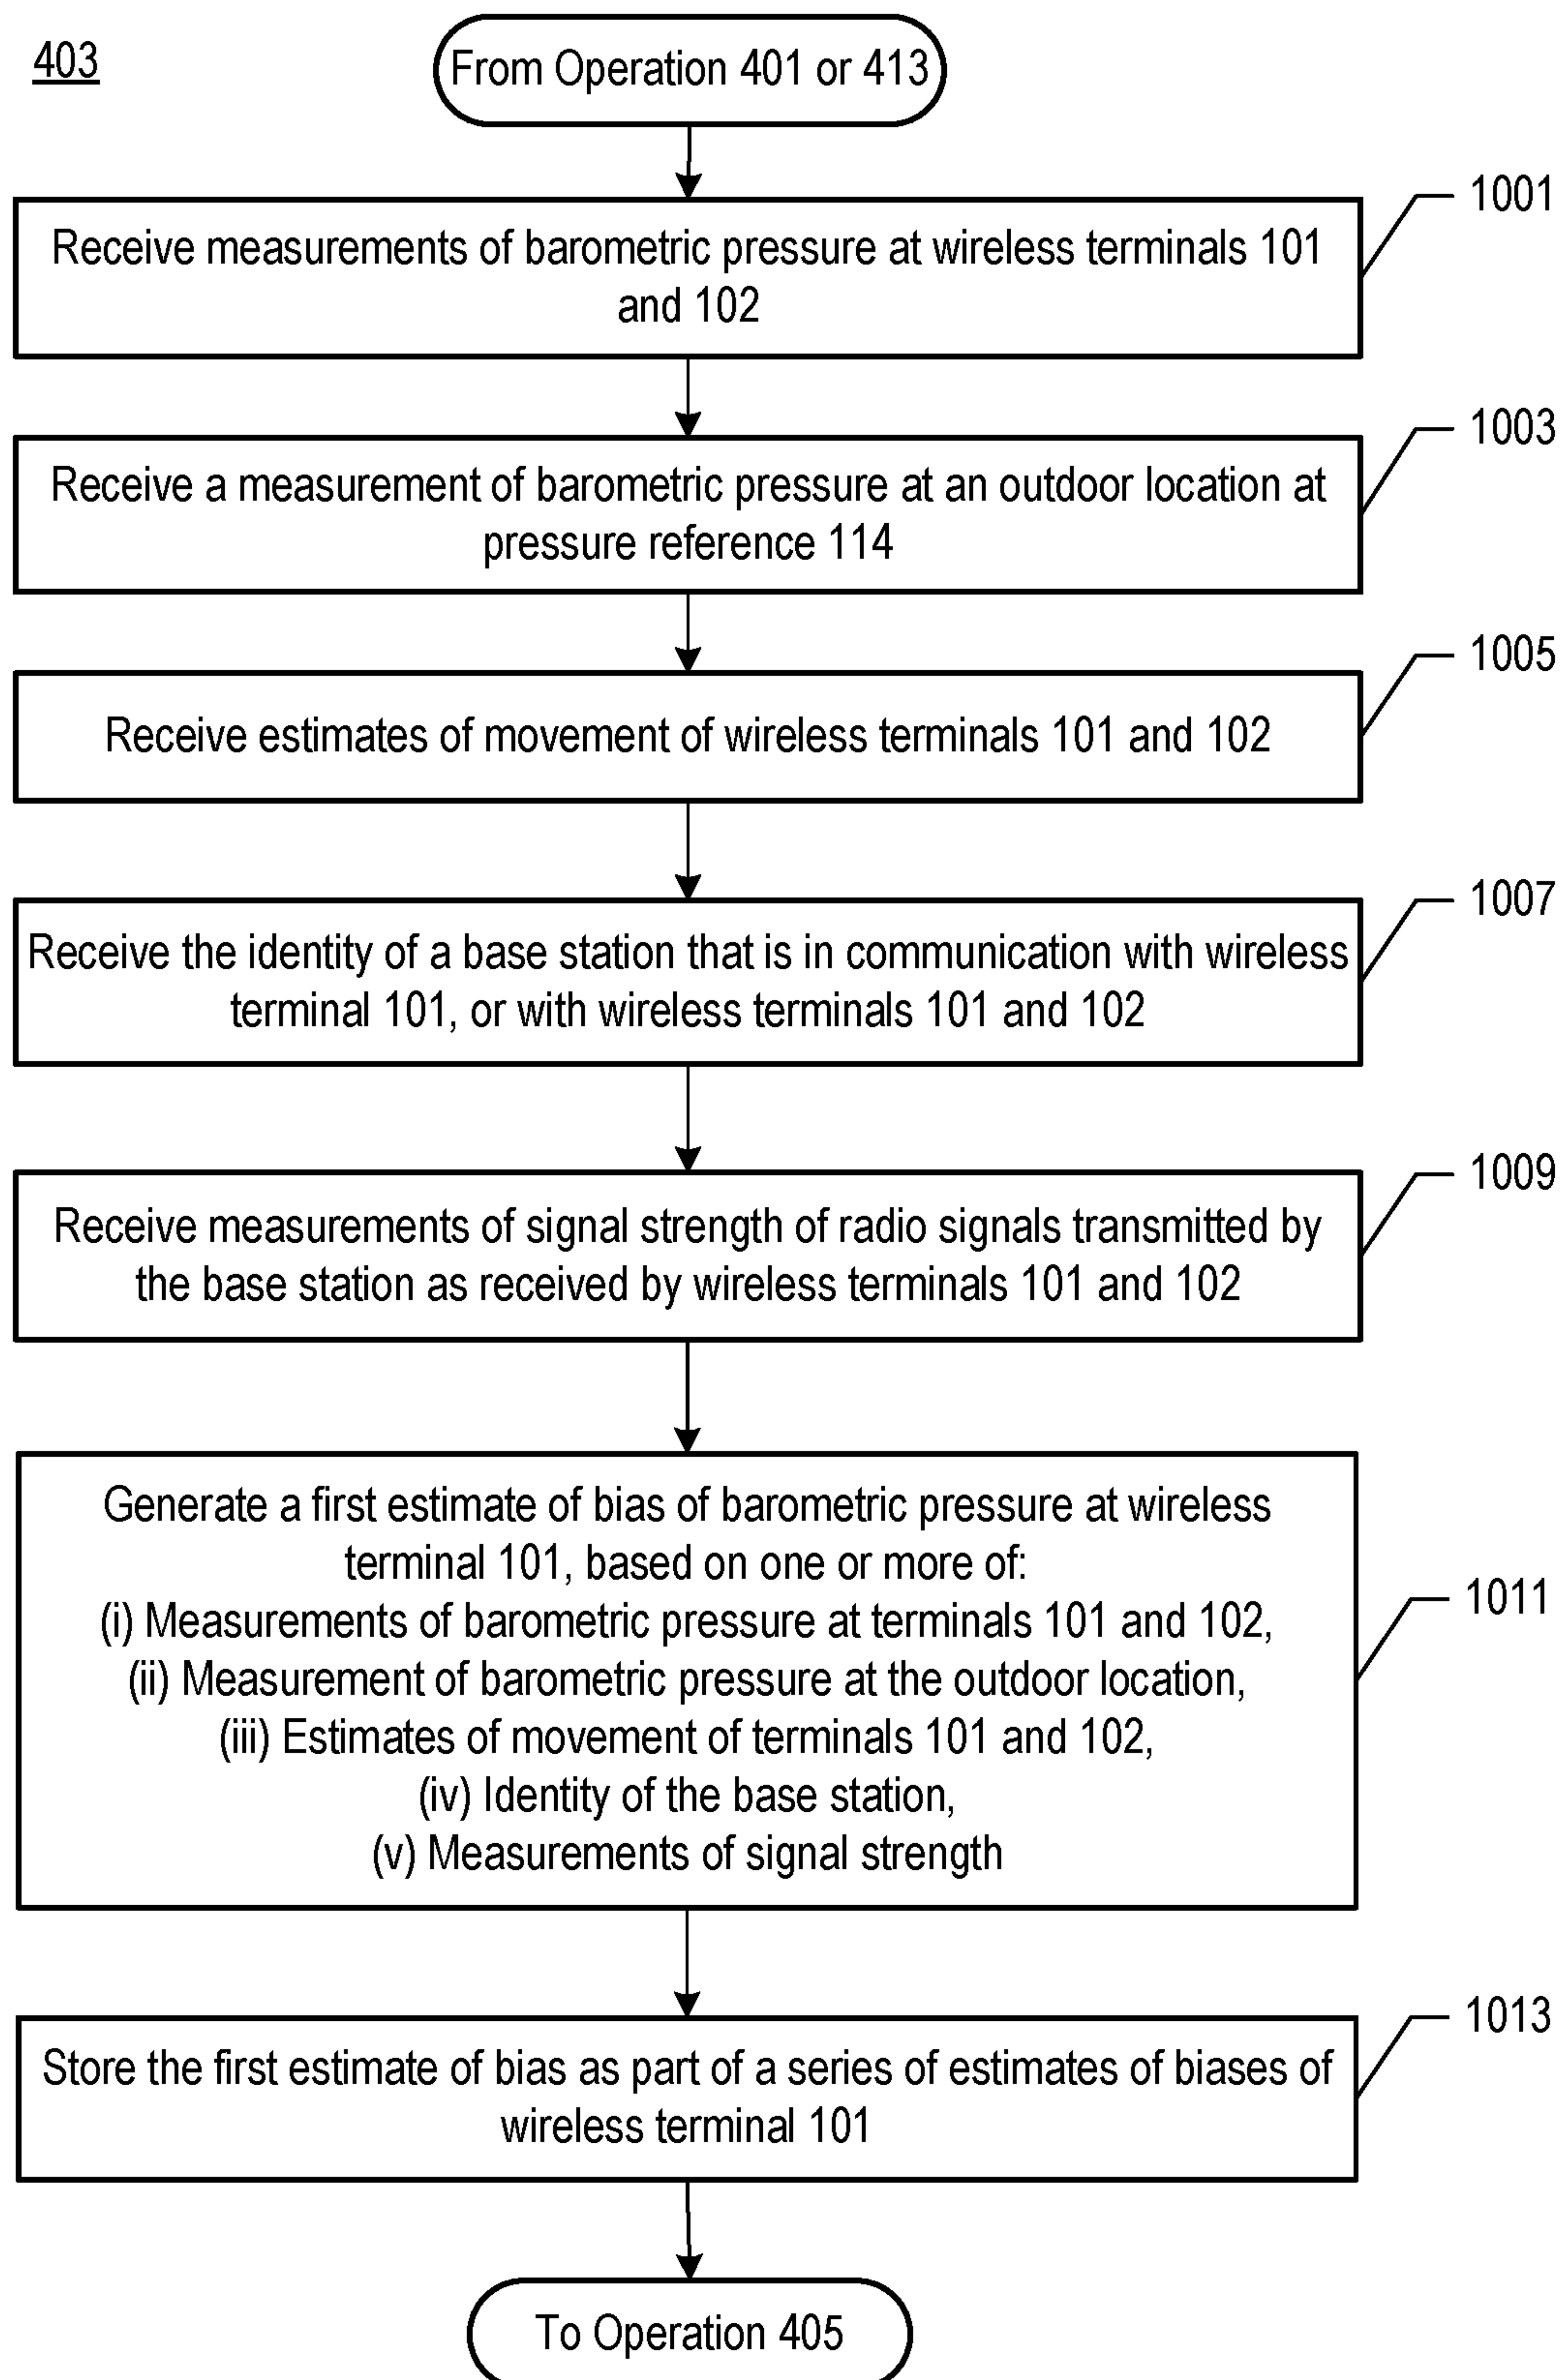 403
From Operation 401 or 413
1001
Receive measurements of barometric pressure at wireless terminals 101
and 102
1003
Receive a measurement of barometric pressure at an outdoor location at
pressure reference 114
1005
Receive estimates of movement of wireless terminals 101 and 102
1007
Receive the identity of a base station that is in communication with wireless
terminal 101, or with wireless terminals 101 and 102
1009
Receive measurements of signal strength of radio signals transmitted by
the base station as received by wireless terminals 101 and 102
Generate a first estimate of bias of barometric pressure at wireless
terminal 101, based on one or more of:
1011
(i) Measurements of barometric pressure at terminals 101 and 102,
(ii) Measurement of barometric pressure at the outdoor location,
(iii) Estimates of movement of terminals 101 and 102,
(iv) Identity of the base station,
(v) Measurements of signal strength
1013
Store the first estimate of bias as part of a series of estimates of biases of
wireless terminal 101
To Operation 405